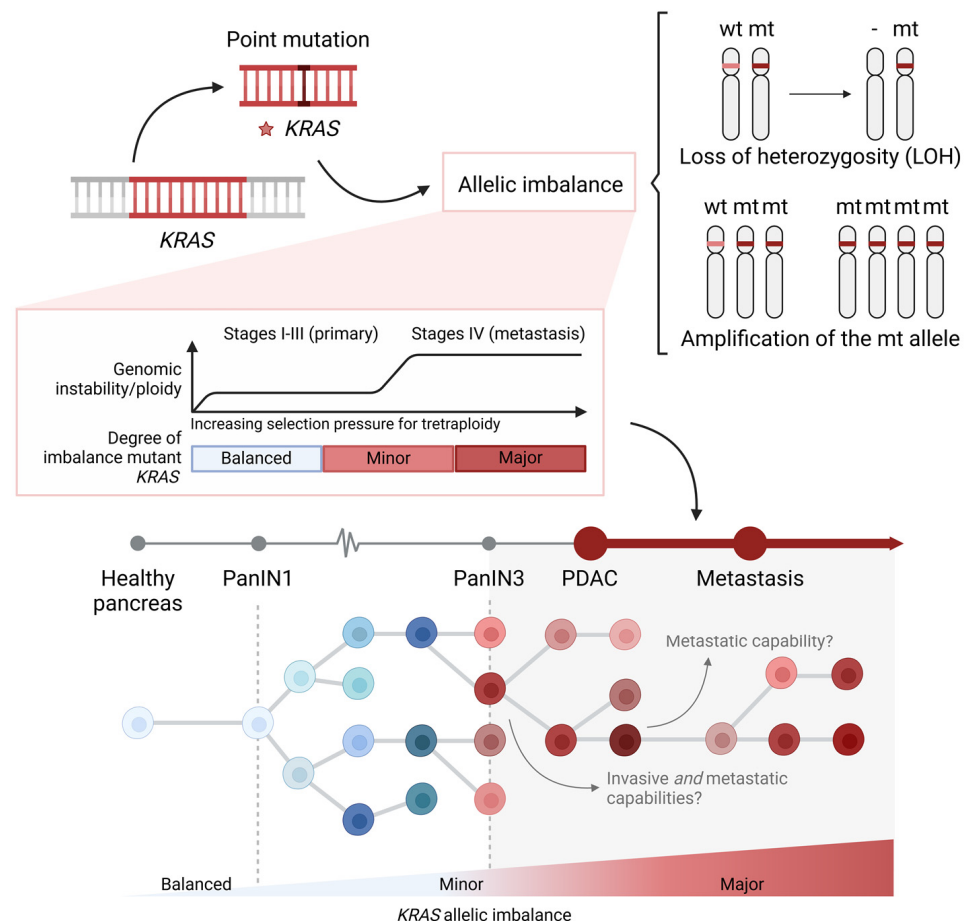 Point mutation
KRAS
KRAS
Allelic imbalance
wt mt
- mt
Loss of heterozygosity (LOH)
wt mt mt
mt mt mt mt
Amplification of the mt allele
Stages I-III (primary)
Stages IV (metastasis)
Genomic
instability/ploidy
Increasing selection pressure for tretraploidy
Degree of
imbalance mutant
KRAS
Balanced
Minor
Major
Healthy
pancreas
PanIN1
PanIN3
PDAC
Metastasis
Metastatic capability?
Invasive and metastatic
capabilities?
Balanced
Minor
Major
KRAS allelic imbalance